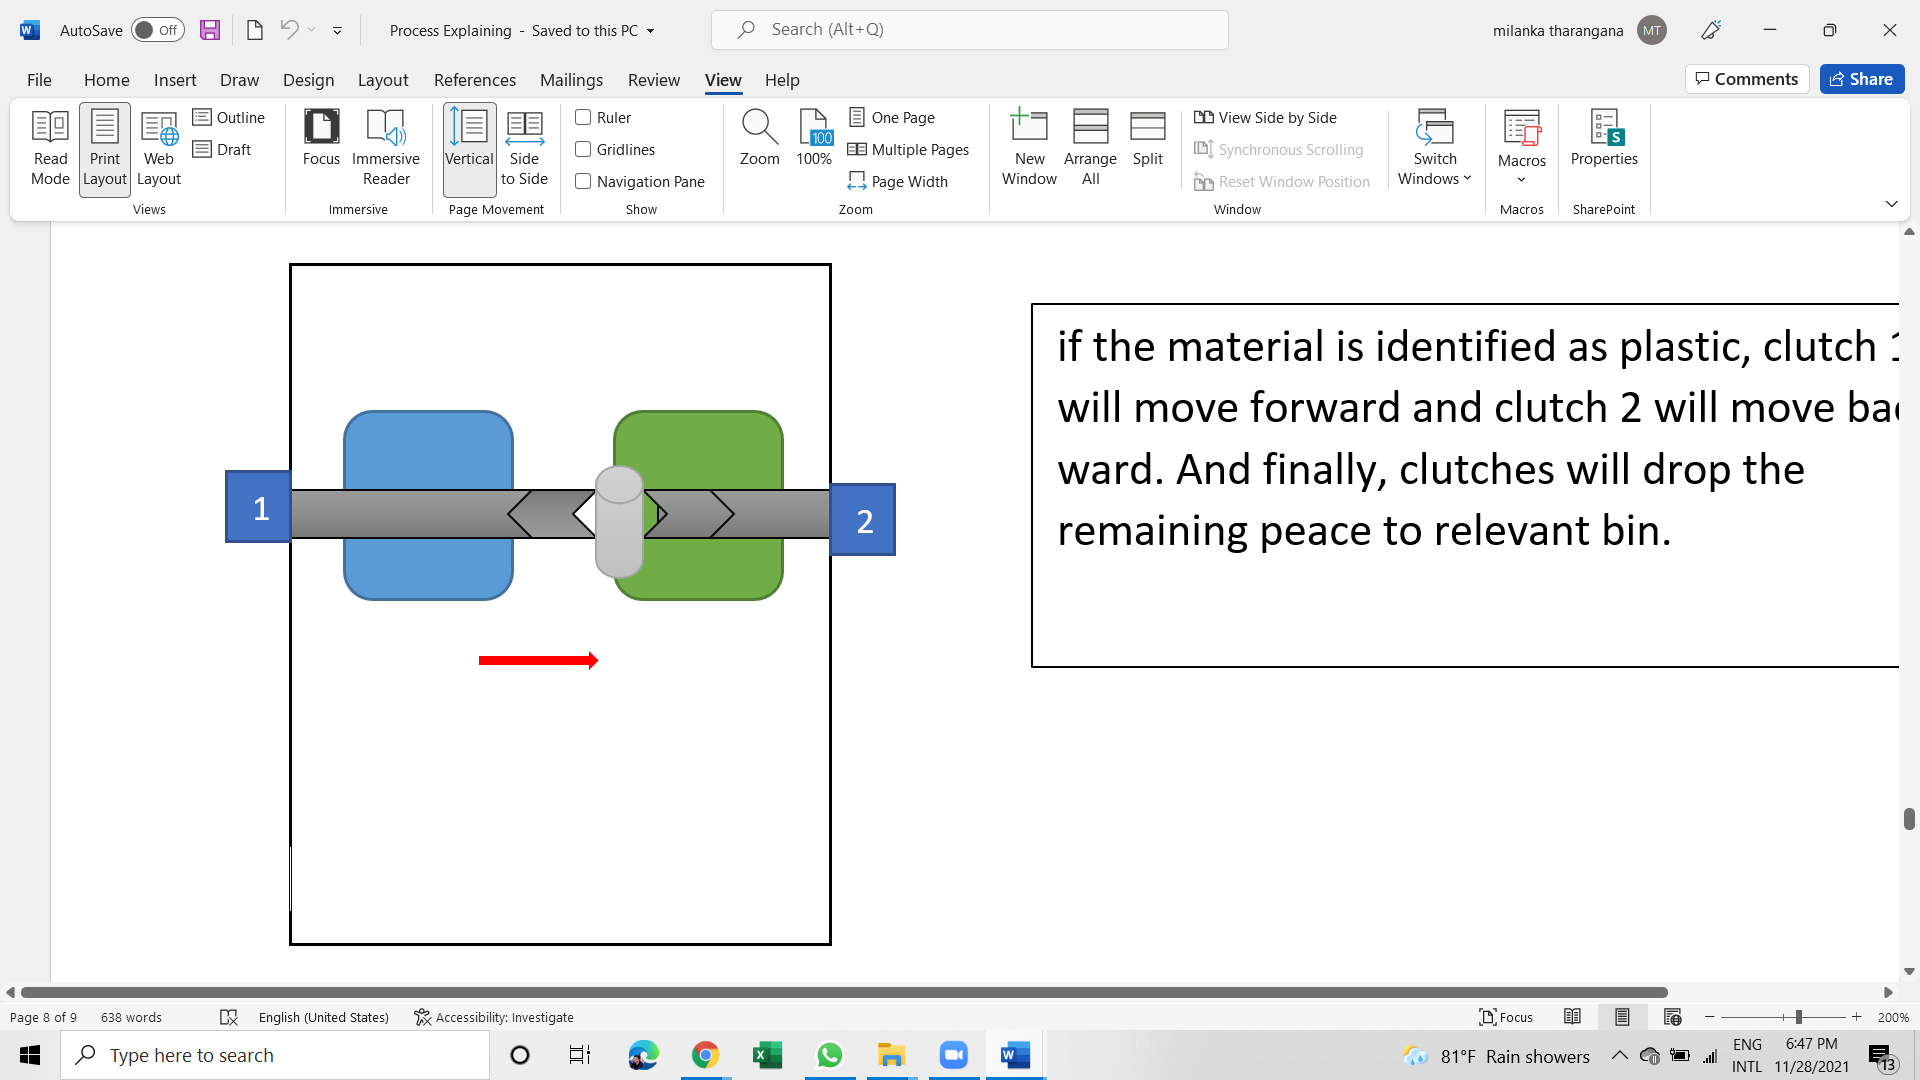 AutoSave Off Process Explaining - Saved to this PC Search (Alt+Q) milanka tharangana MT
File Home Insert Draw Design Layout References Mailings Review View Help Comments Share
Read Mode
Print Layout
Web Layout
Outline
Draft
Views
Focus
Immersive Reader
Immersive
Vertical
Side to Side
Page Movement
Ruler
Gridlines
Navigation Pane
Show
Zoom
100
100%
One Page
Multiple Pages
Page Width
Zoom
New Window
Arrange All
Split
View Side by Side
Synchronous Scrolling
Reset Window Position
Switch Windows
Window
Macros
Macros
S
Properties
SharePoint
1
2
if the material is identified as plastic, clutch 1
will move forward and clutch 2 will move bac
ward. And finally, clutches will drop the
remaining peace to relevant bin.
Page 8 of 9 638 words English (United States) Accessibility: Investigate Focus 200%
Type here to search 81°F Rain showers ENG INTL 6:47 PM 11/28/2021 13